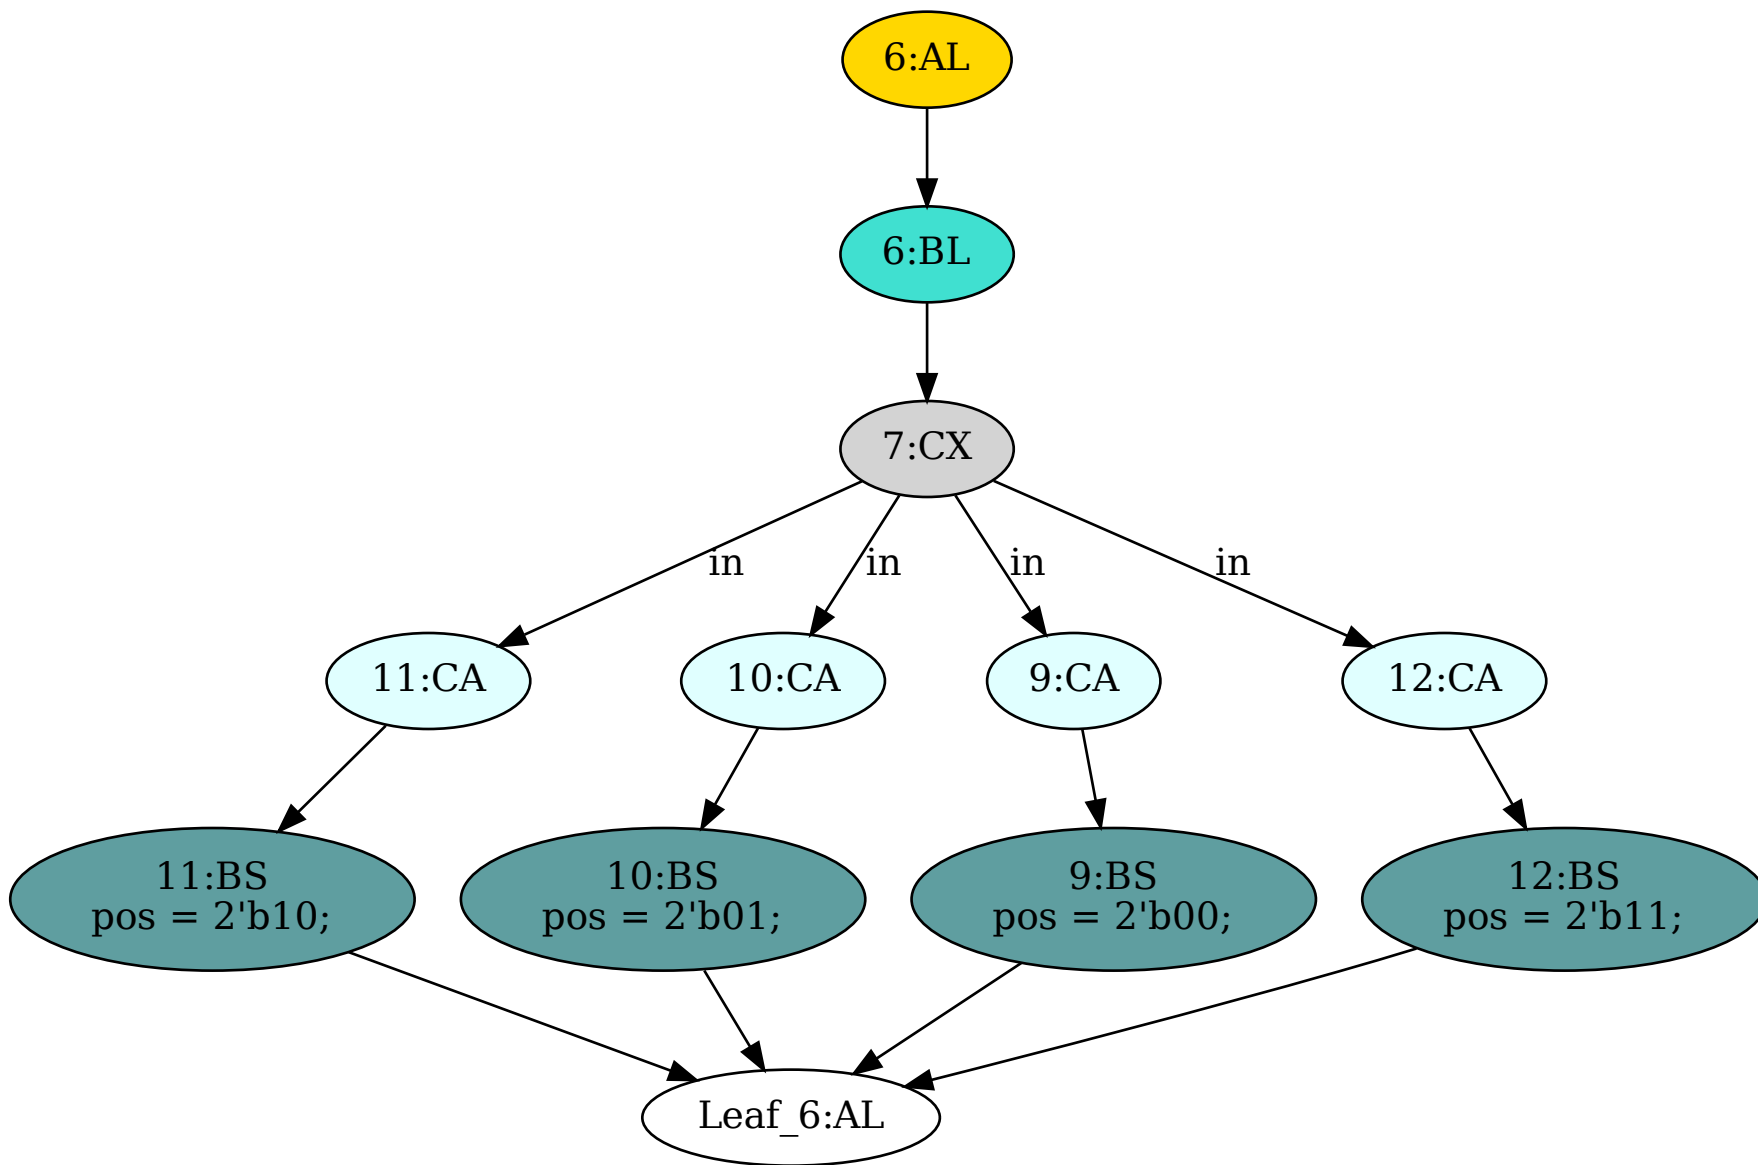 6:AL
6:BL
7:CX
in
in
in
in
11:CA
10:CA
9:CA
12:CA
11:BS
pos = 2'b10;
10:BS
pos = 2'b01;
9:BS
pos = 2'b00;
12:BS
pos = 2'b11;
Leaf_6:AL